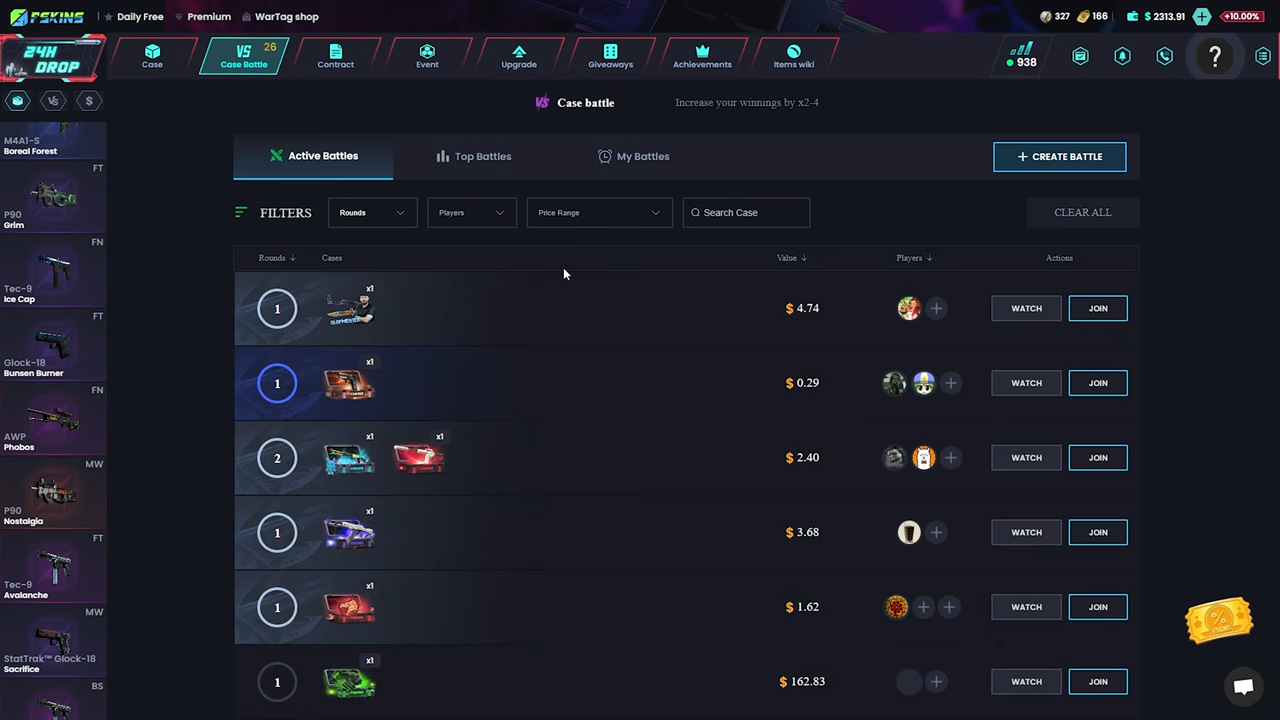 FSKINS
Daily Free
Premium
WarTag shop
327
166
$ 2313.91
+10.00%
24H
DROP
Case
VS
26
Case Battle
Contract
Event
Upgrade
Giveaways
Achievements
Items wiki
938
?
VS
$
VS
Case battle
Increase your winnings by x2-4
M4A1-S
Boreal Forest
FT
P90
Grim
FN
Tec-9
Ice Cap
FT
Glock-18
Bunsen Burner
FN
AWP
Phobos
MW
P90
Nostalgia
FT
Tec-9
Avalanche
MW
StatTrak™ Glock-18
Sacrifice
BS
Active Battles
Top Battles
My Battles
+ CREATE BATTLE
FILTERS
Rounds
Players
Price Range
Search Case
CLEAR ALL
Rounds ↓
Cases
Value ↓
Players ↓
Actions
1
x1
OLOFMEISTER
$ 4.74
WATCH
JOIN
1
x1
$ 0.29
WATCH
JOIN
2
x1
x1
$ 2.40
WATCH
JOIN
1
x1
$ 3.68
WATCH
JOIN
1
x1
$ 1.62
WATCH
JOIN
1
x1
$ 162.83
WATCH
JOIN
%